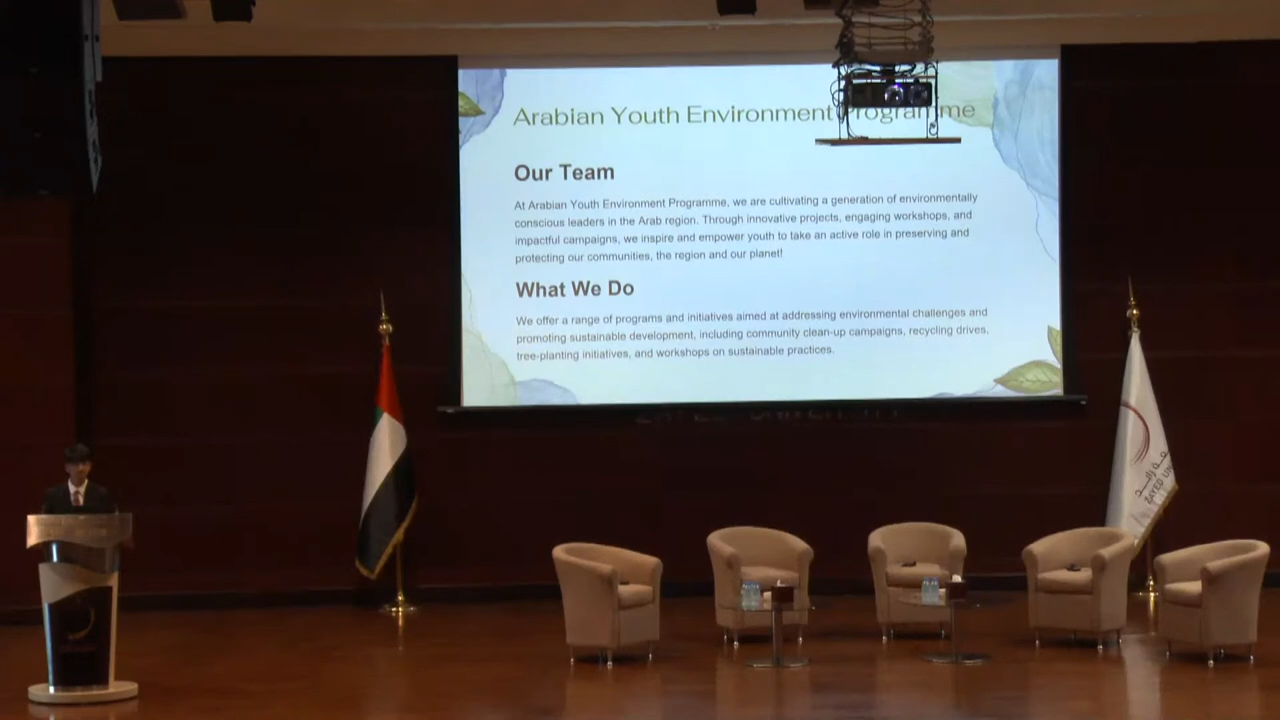 Arabian Youth Environment Programme
Our Team
At Arabian Youth Environment Programme, we are cultivating a generation of environmentally
conscious leaders in the Arab region. Through innovative projects, engaging workshops, and
impactful campaigns, we inspire and empower youth to take an active role in preserving and
protecting our communities, the region and our planet!
What We Do
We offer a range of programs and initiatives aimed at addressing environmental challenges and
promoting sustainable development, including community clean-up campaigns, recycling drives,
tree-planting initiatives, and workshops on sustainable practices.
ZAYED UN